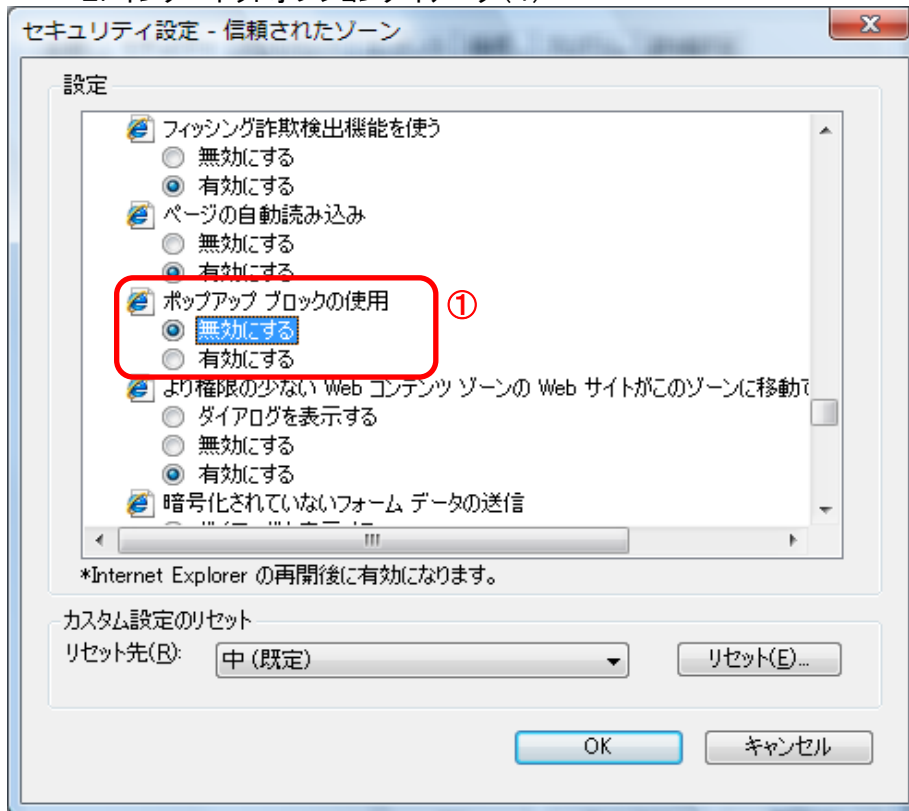 セキュリティ設定 - 信頼されたゾーン
設定
フィッシング詐欺検出機能を使う
無効にする
有効にする
ページの自動読み込み
無効にする
有効にする
ポップアップ ブロックの使用
①
無効にする
有効にする
より権限の少ない Web コンテンツ ゾーンの Web サイトがこのゾーンに移動で
ダイアログを表示する
無効にする
有効にする
暗号化されていないフォーム データの送信
*Internet Explorer の再開後に有効になります。
カスタム設定のリセット
リセット先(R):
中 (既定)
リセット(E)...
OK
キャンセル